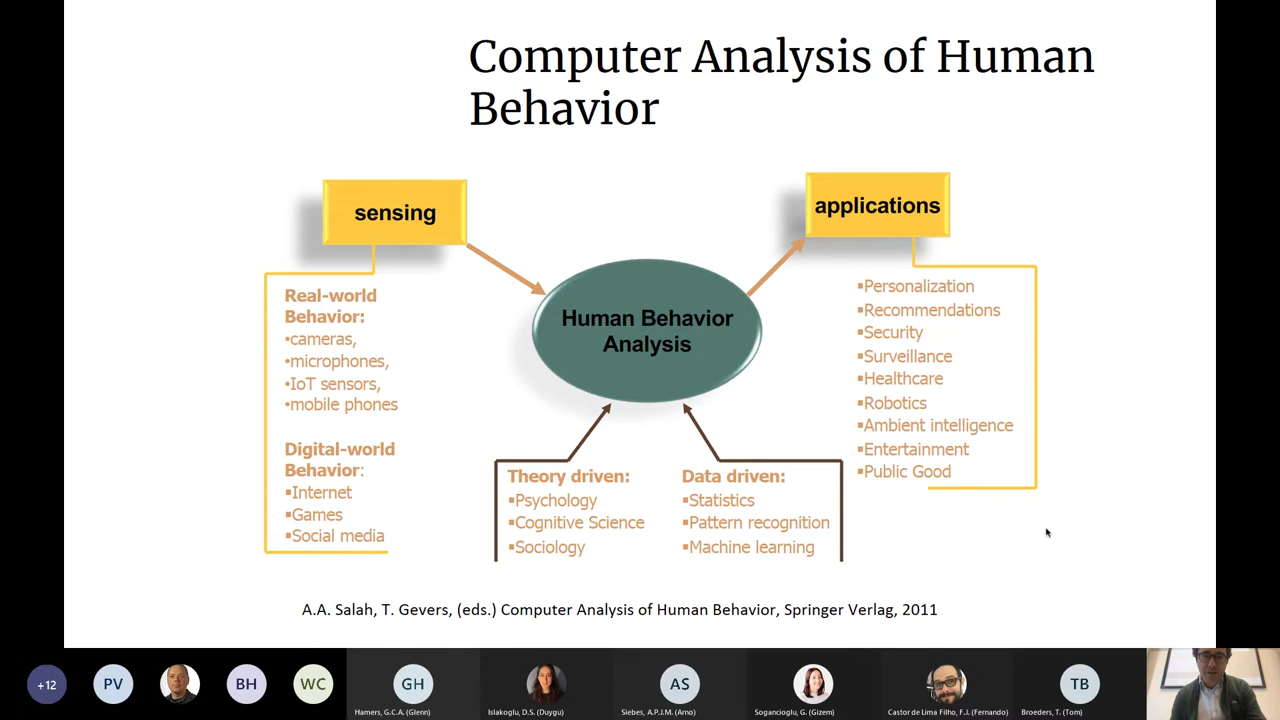 Computer Analysis of Human
Behavior
sensing
applications
Real-world
Behavior:
•cameras,
•microphones,
•IoT sensors,
•mobile phones
Digital-world
Behavior:
▪Internet
▪Games
▪Social media
Human Behavior
Analysis
Theory driven:
▪Psychology
▪Cognitive Science
▪Sociology
Data driven:
▪Statistics
▪Pattern recognition
▪Machine learning
▪Personalization
▪Recommendations
▪Security
▪Surveillance
▪Healthcare
▪Robotics
▪Ambient intelligence
▪Entertainment
▪Public Good
A.A. Salah, T. Gevers, (eds.) Computer Analysis of Human Behavior, Springer Verlag, 2011
+12
PV
BH
WC
GH
Hamers, G.C.A. (Glenn)
Islakoglu, D.S. (Duygu)
AS
Siebes, A.P.J.M. (Arno)
Sogancioglu, G. (Gizem)
Castor de Lima Filho, F.J. (Fernando)
TB
Broeders, T. (Tom)